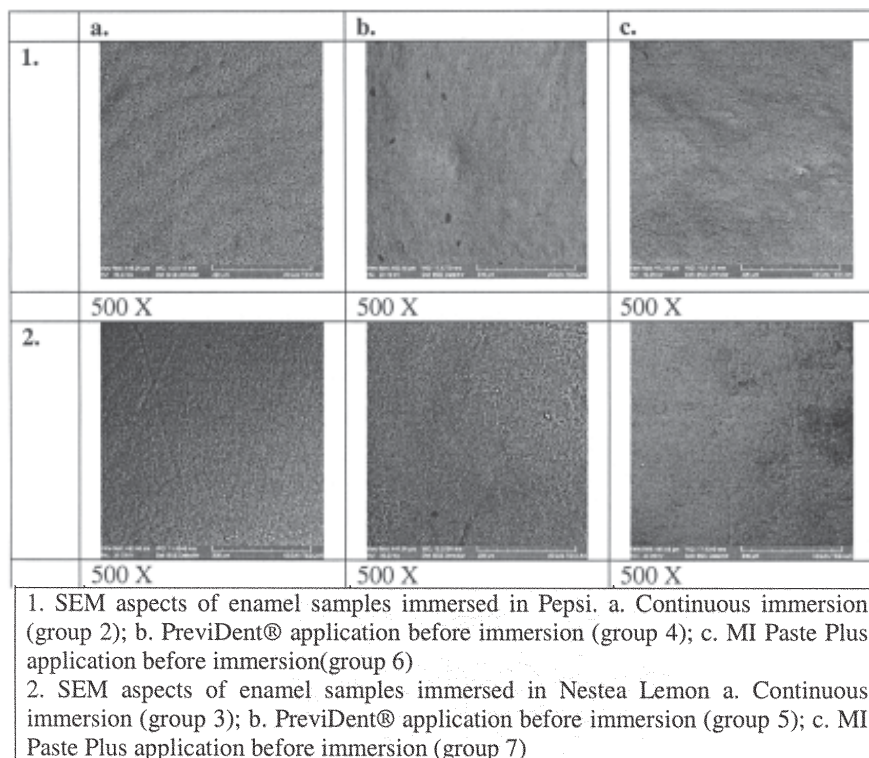 a. b. c.
1.
500 X 500 X 500 X
2.
500 X 500 X 500 X
1. SEM aspects of enamel samples immersed in Pepsi. a. Continuous immersion
(group 2); b. PreviDent® application before immersion (group 4); c. MI Paste Plus
application before immersion(group 6)
2. SEM aspects of enamel samples immersed in Nestea Lemon a. Continuous
immersion (group 3); b. PreviDent® application before immersion (group 5); c. MI
Paste Plus application before immersion (group 7)